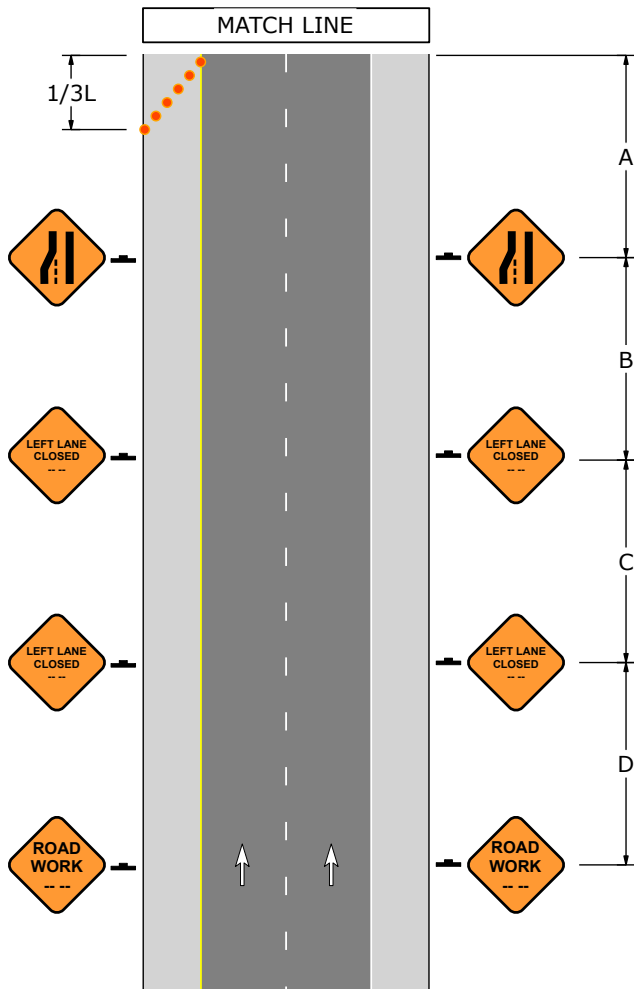 MATCH LINE
1/3L
A
B
LEFT LANE
CLOSED
-- --
LEFT LANE
CLOSED
-- --
C
LEFT LANE
CLOSED
-- --
LEFT LANE
CLOSED
-- --
D
ROAD
WORK
-- --
ROAD
WORK
-- --